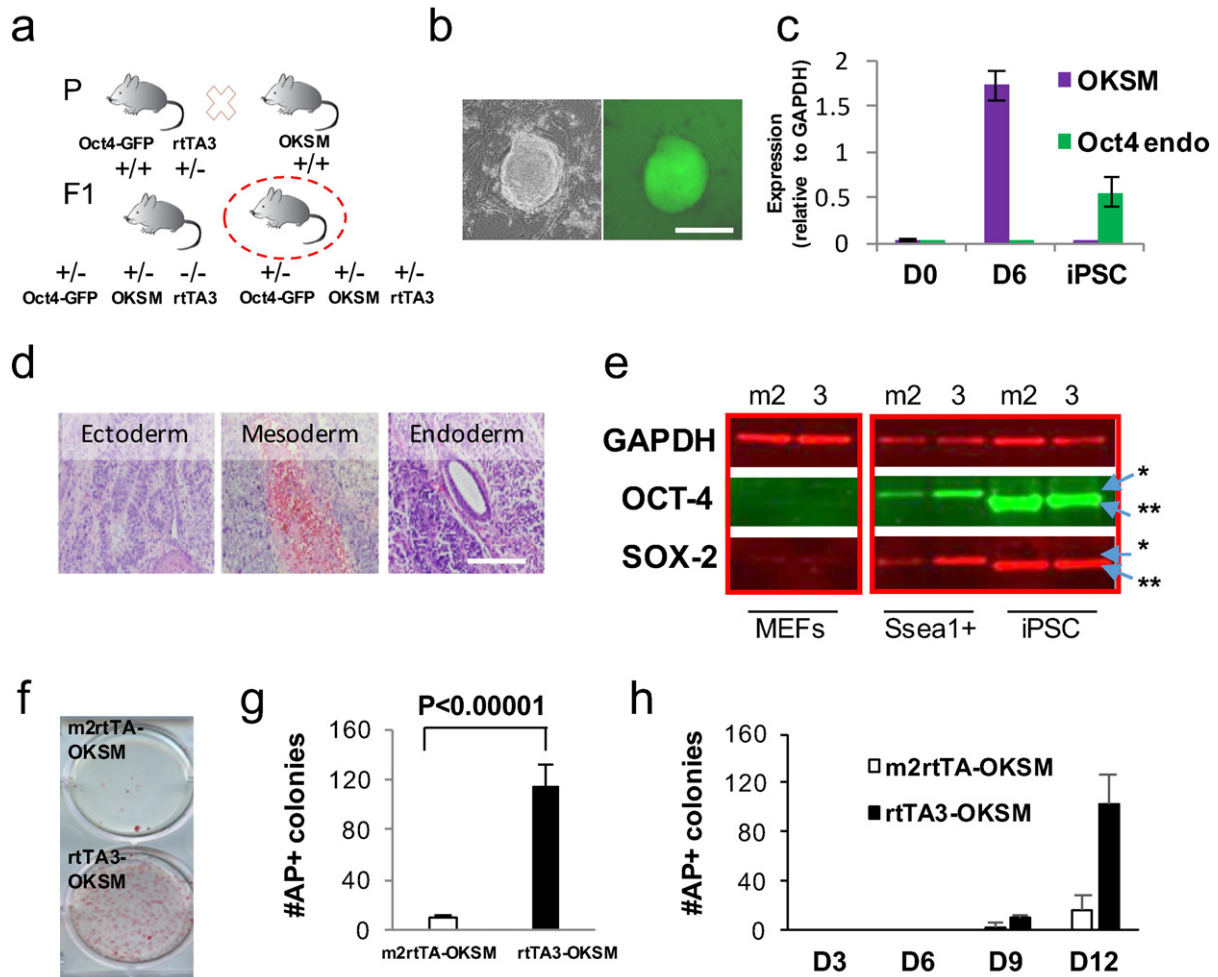 a
P
Oct4-GFP rtTA3 OKSM
+/+ +/- +/+
F1
+/- +/- -/- +/- +/- +/-
Oct4-GFP OKSM rtTA3 Oct4-GFP OKSM rtTA3
b
c
Expression
(relative to GAPDH)
2
1.5
1
0.5
0
OKSM
Oct4 endo
D0 D6 iPSC
d
Ectoderm Mesoderm Endoderm
e
m2 3 m2 3 m2 3
GAPDH
OCT-4
*
**
SOX-2
*
**
MEFs Ssea1+ iPSC
f
m2rtTA-
OKSM
rtTA3-
OKSM
g
P<0.00001
#AP+ colonies
160
120
80
40
0
m2rtTA-OKSM rtTA3-OKSM
h
#AP+ colonies
160
120
80
40
0
m2rtTA-OKSM
rtTA3-OKSM
D3 D6 D9 D12